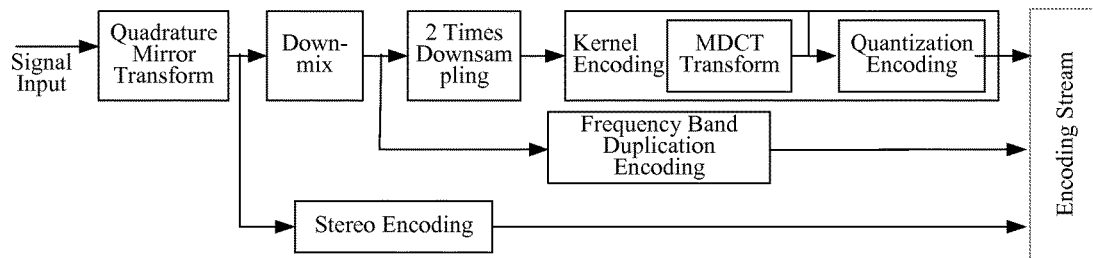 Signal
Input
Quadrature
Mirror
Transform
Down-
mix
2 Times
Downsam
pling
Kernel
Encoding
MDCT
Transform
Quantization
Encoding
Frequency Band
Duplication
Encoding
Stereo Encoding
Encoding Stream